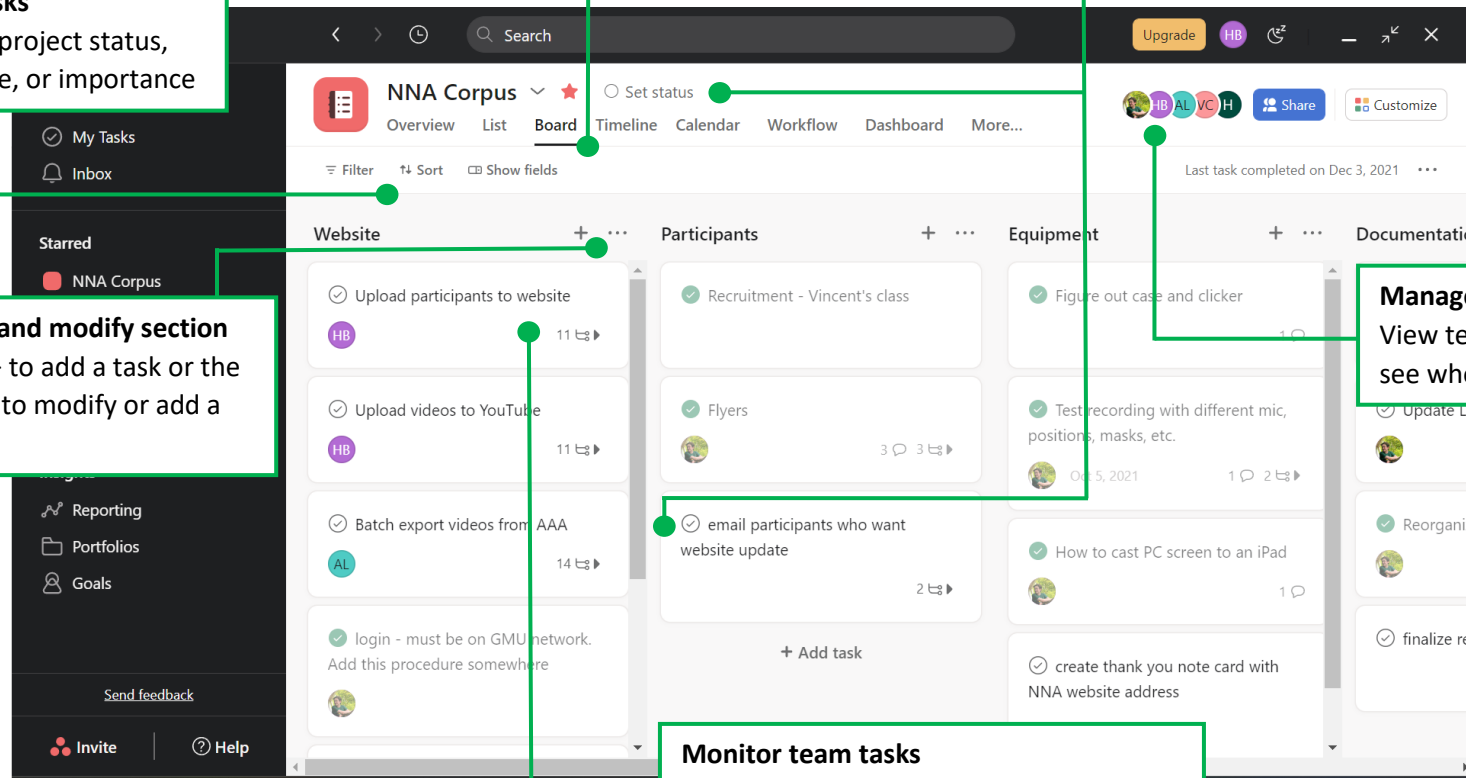 project status,
e, or importance
Search
Upgrade
HB
NNA Corpus
Set status
HB
AL
VC
H
Share
Customize
Overview
List
Board
Timeline
Calendar
Workflow
Dashboard
More...
My Tasks
Inbox
Filter
Sort
Show fields
Last task completed on Dec 3, 2021
Starred
NNA Corpus
and modify section
to add a task or the
to modify or add a
Reporting
Portfolios
Goals
Send feedback
Invite
Help
Website
Upload participants to website
HB
11
Upload videos to YouTube
HB
11
Batch export videos from AAA
AL
14
login - must be on GMU network.
Add this procedure somewhere
Participants
Recruitment - Vincent's class
Flyers
3 3
email participants who want
website update
2
+ Add task
Equipment
Figure out case and clicker
1
Test recording with different mic,
positions, masks, etc.
Oct 5, 2021
1 2
How to cast PC screen to an iPad
1
create thank you note card with
NNA website address
Documentati
Manag
View te
see who
Update
Reorgani
finalize re
Monitor team tasks